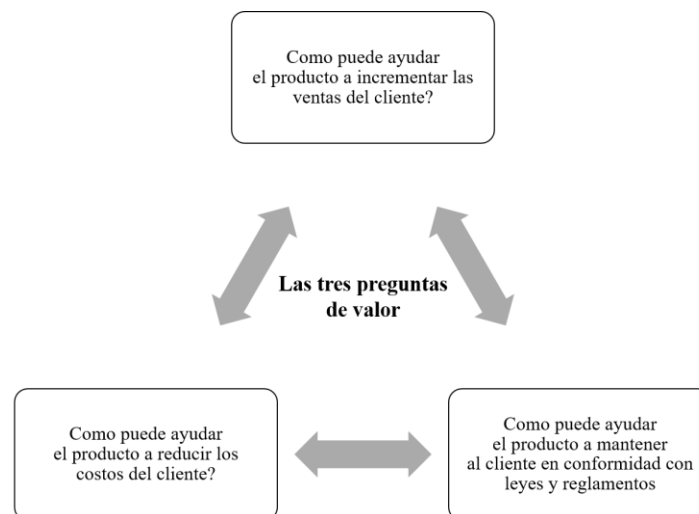 Como puede ayudar
el producto a incrementar las
ventas del cliente?
Las tres preguntas
de valor
Como puede ayudar
el producto a reducir los
costos del cliente?
Como puede ayudar
el producto a mantener
al cliente en conformidad con
leyes y reglamentos